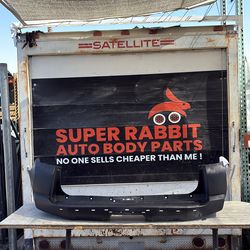 SATELLITE
SUPER RABBIT
AUTO BODY PARTS
NO ONE SELLS CHEAPER THAN ME !